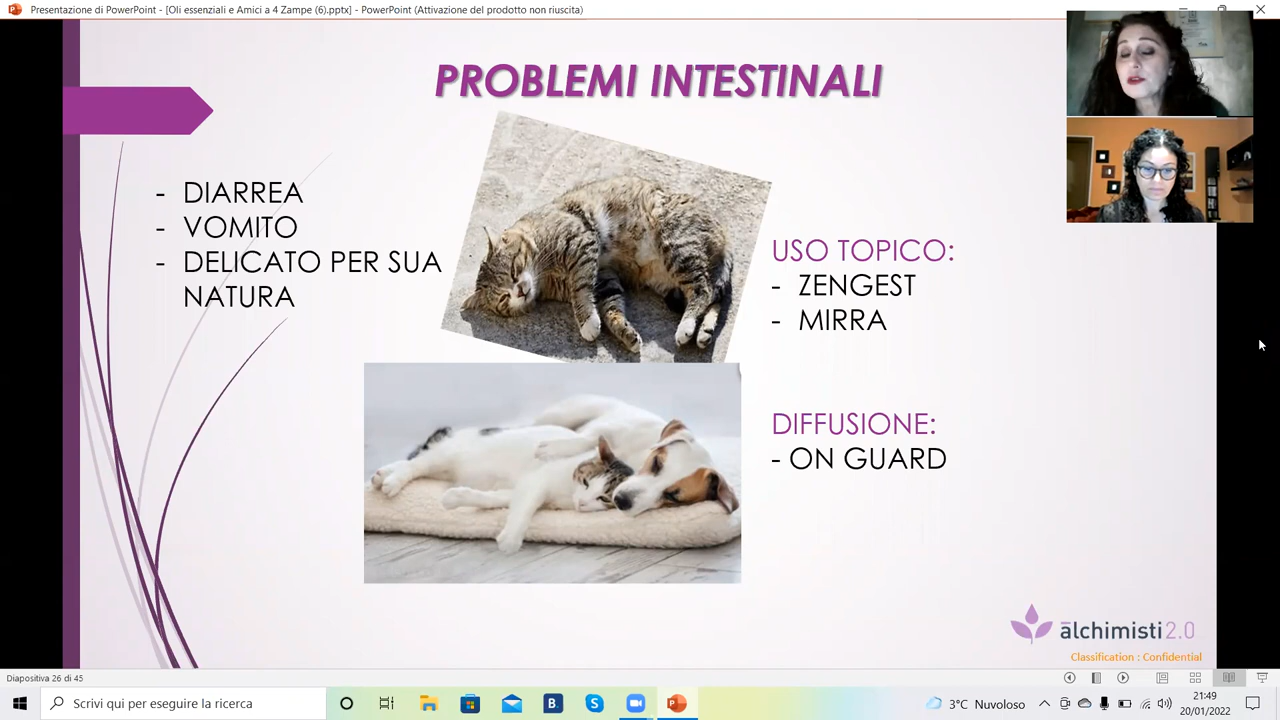 Presentazione di PowerPoint - [Oli essenziali e Amici a 4 Zampe (6).pptx] - PowerPoint (Attivazione del prodotto non riuscita)
PROBLEMI INTESTINALI
- DIARREA
- VOMITO
- DELICATO PER SUA
NATURA
USO TOPICO:
- ZENGEST
- MIRRA
DIFFUSIONE:
- ON GUARD
ālchimisti 2.0
Classification : Confidential
Diapositiva 26 di 45
Scrivi qui per eseguire la ricerca
B.
3°C Nuvoloso
21:49
20/01/2022